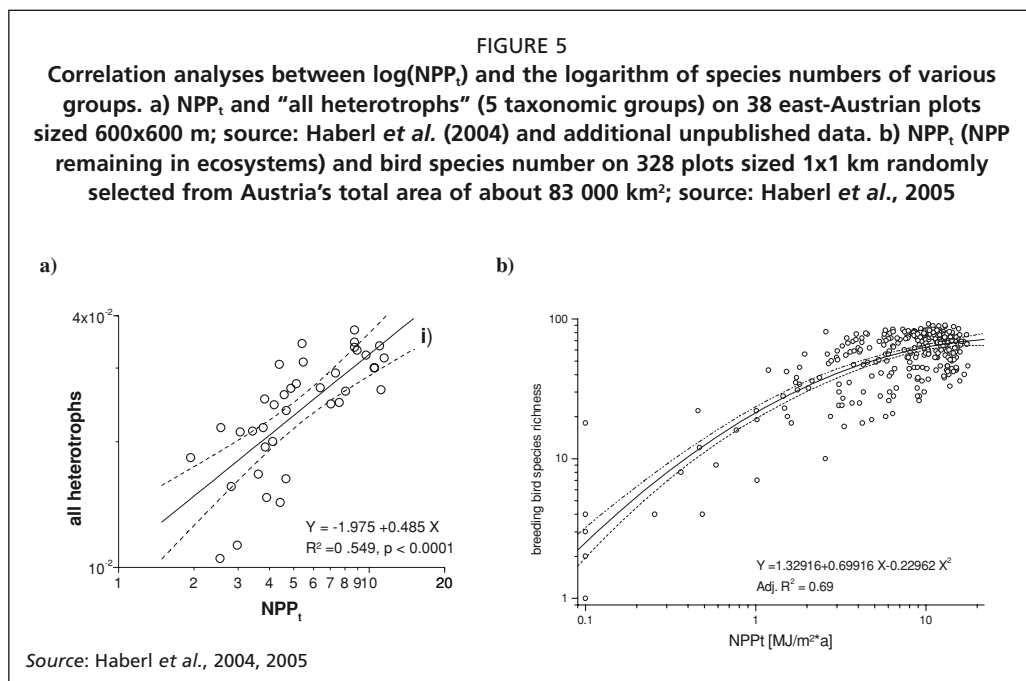 FIGURE 5
Correlation analyses between log(NPPt) and the logarithm of species numbers of various
groups. a) NPPt and "all heterotrophs" (5 taxonomic groups) on 38 east-Austrian plots
sized 600x600 m; source: Haberl et al. (2004) and additional unpublished data. b) NPPt (NPP
remaining in ecosystems) and bird species number on 328 plots sized 1x1 km randomly
selected from Austria's total area of about 83 000 km²; source: Haberl et al., 2005
a)
4x10⁻²
i)
all heterotrophs
Y = -1.975 +0.485 X
R² =0 .549, p < 0.0001
10⁻²
1 2 3 4 5 6 7 8 910 20
NPPt
b)
100
10
1
breeding bird species richness
Y=1.32916+0.69916 X-0.22962 X²
Adj. R² = 0.69
0.1 1 10
NPPt [MJ/m²*a]
Source: Haberl et al., 2004, 2005